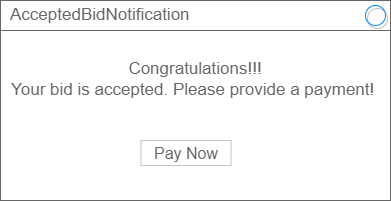 AcceptedBidNotification
Congratulations!!!
Your bid is accepted. Please provide a payment!
Pay Now